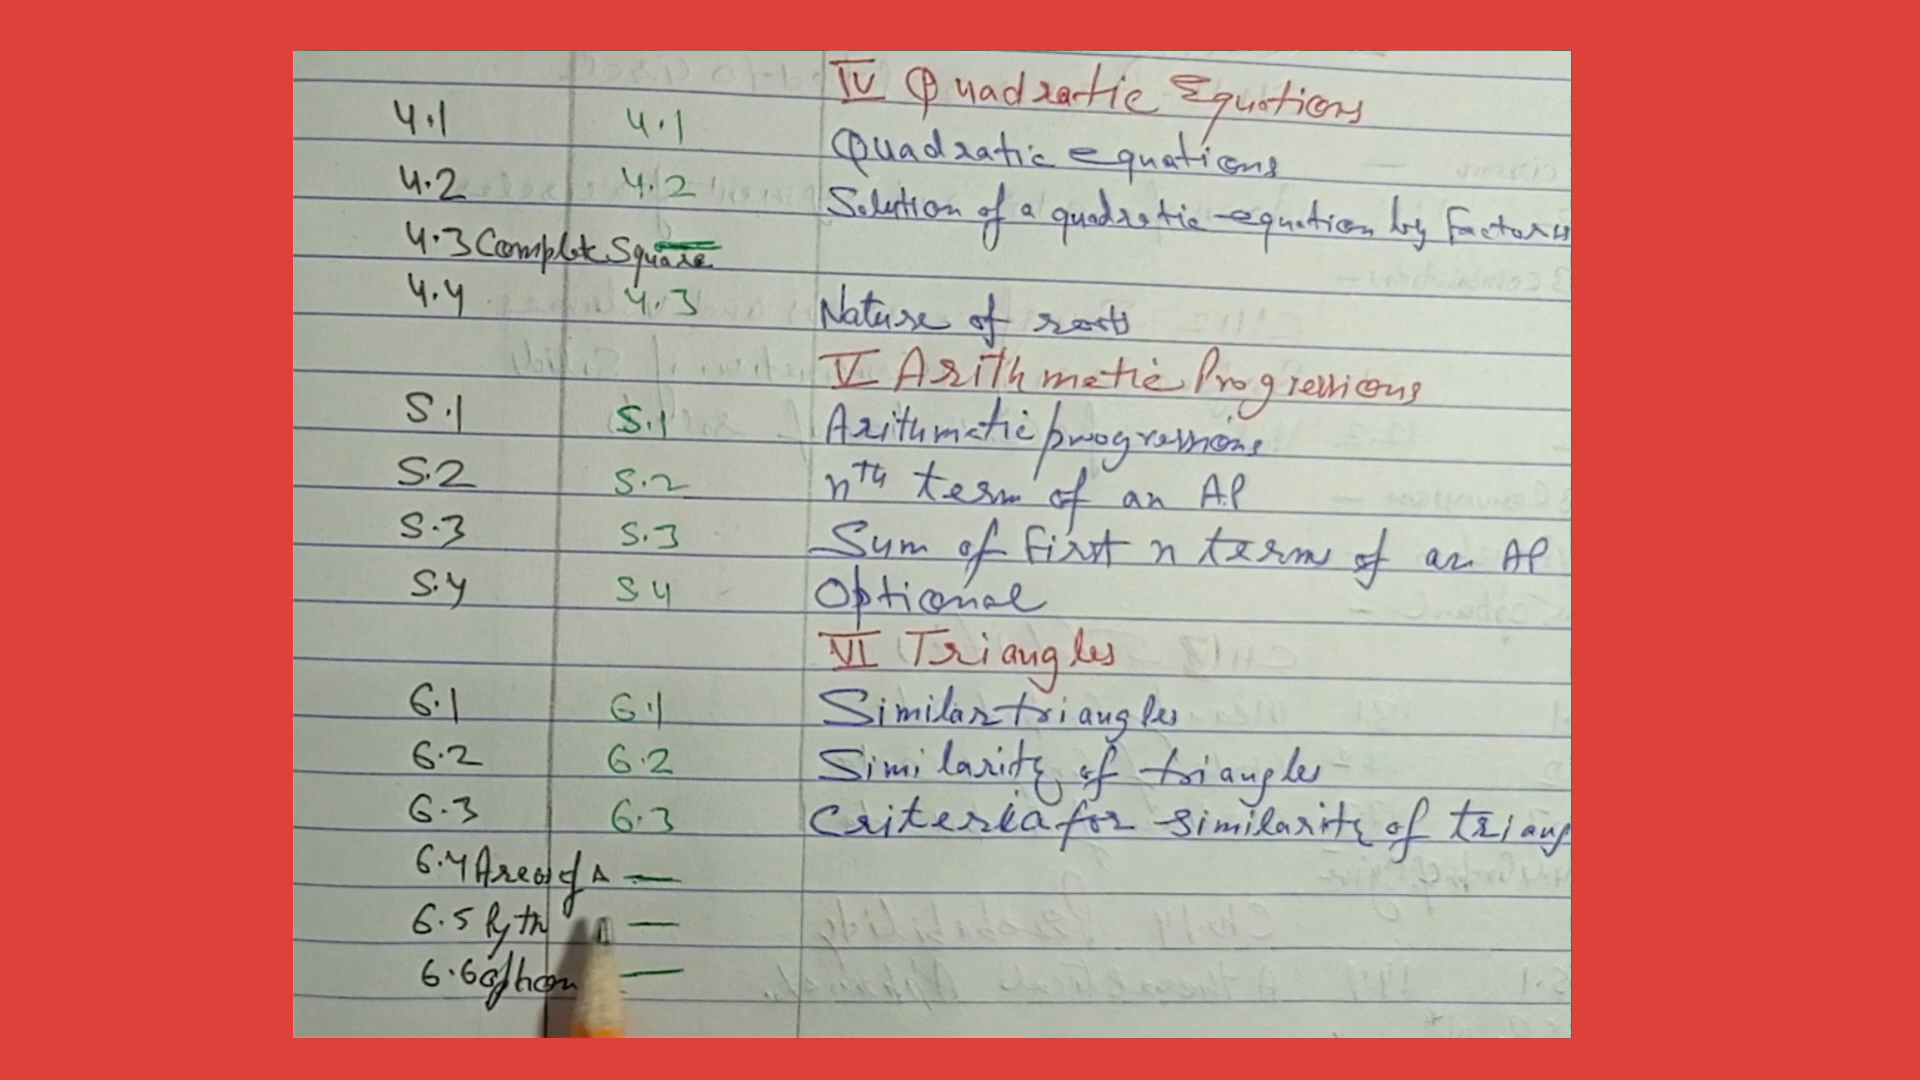 IV Quadratic Equations
4.1 4.1 Quadratic equations
4.2 4.2 Solution of a quadratic equation by Factoris
4.3 Complete Square —
4.4 4.3 Nature of roots
V Arithmetic Progressions
5.1 5.1 Arithmetic progressions
5.2 5.2 nth term of an A.P
5.3 5.3 Sum of First n terms of an AP
5.4 5.4 Optional
VI Triangles
6.1 6.1 Similar triangles
6.2 6.2 Similarity of triangles
6.3 6.3 Criteria for similarity of triang
6.4 Area of Δ —
6.5 Pyth —
6.6 —